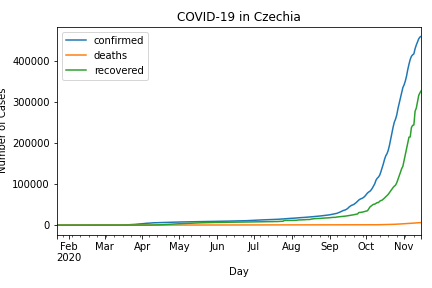 COVID-19 in Czechia
confirmed
deaths
recovered
400000
300000
200000
100000
0
Number of Cases
Feb
2020
Mar
Apr
May
Jun
Jul
Aug
Sep
Oct
Nov
Day